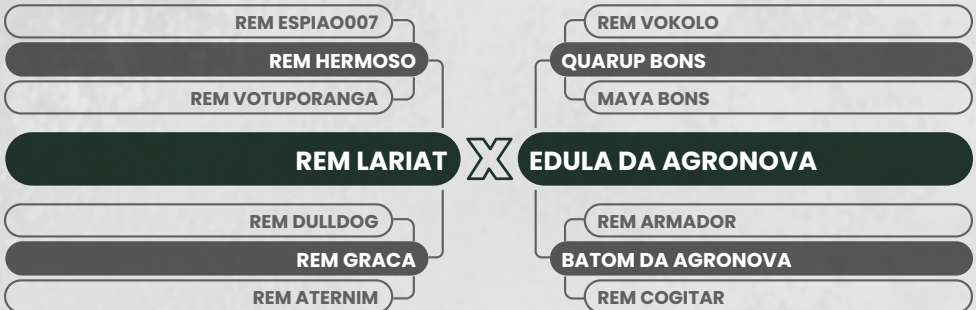 REM ESPIAO007
REM HERMOSO
REM VOTUPORANGA
REM LARIAT
REM DULLDOG
REM GRACA
REM ATERNIM
X
REM VOKOLO
QUARUP BONS
MAYA BONS
EDULA DA AGRONOVA
REM ARMADOR
BATOM DA AGRONOVA
REM COGITAR